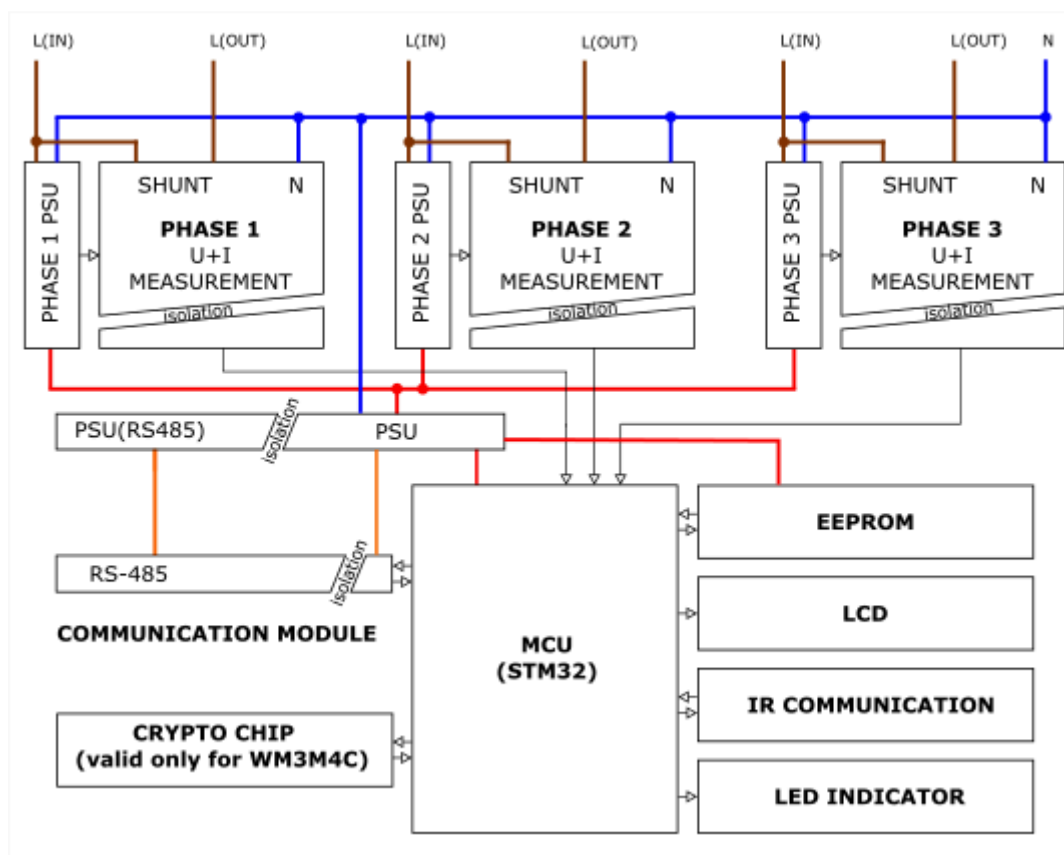 L(IN)
L(OUT)
L(IN)
L(OUT)
L(IN)
L(OUT)
N
PHASE 1 PSU
SHUNT
N
PHASE 1
U+I
MEASUREMENT
isolation
PHASE 2 PSU
SHUNT
N
PHASE 2
U+I
MEASUREMENT
isolation
PHASE 3 PSU
SHUNT
N
PHASE 3
U+I
MEASUREMENT
isolation
PSU(RS485)
isolation
PSU
RS-485
isolation
COMMUNICATION MODULE
CRYPTO CHIP
(valid only for WM3M4C)
MCU
(STM32)
EEPROM
LCD
IR COMMUNICATION
LED INDICATOR